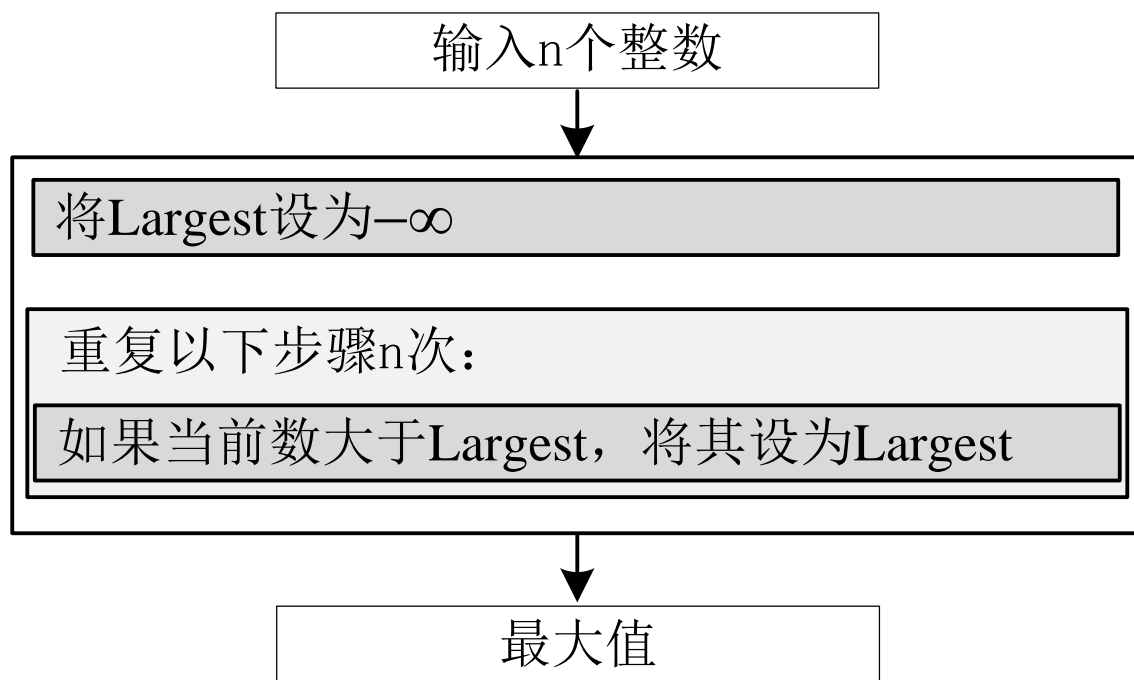 输入n个整数
将Largest设为–∞
重复以下步骤n次：
如果当前数大于Largest，将其设为Largest
最大值